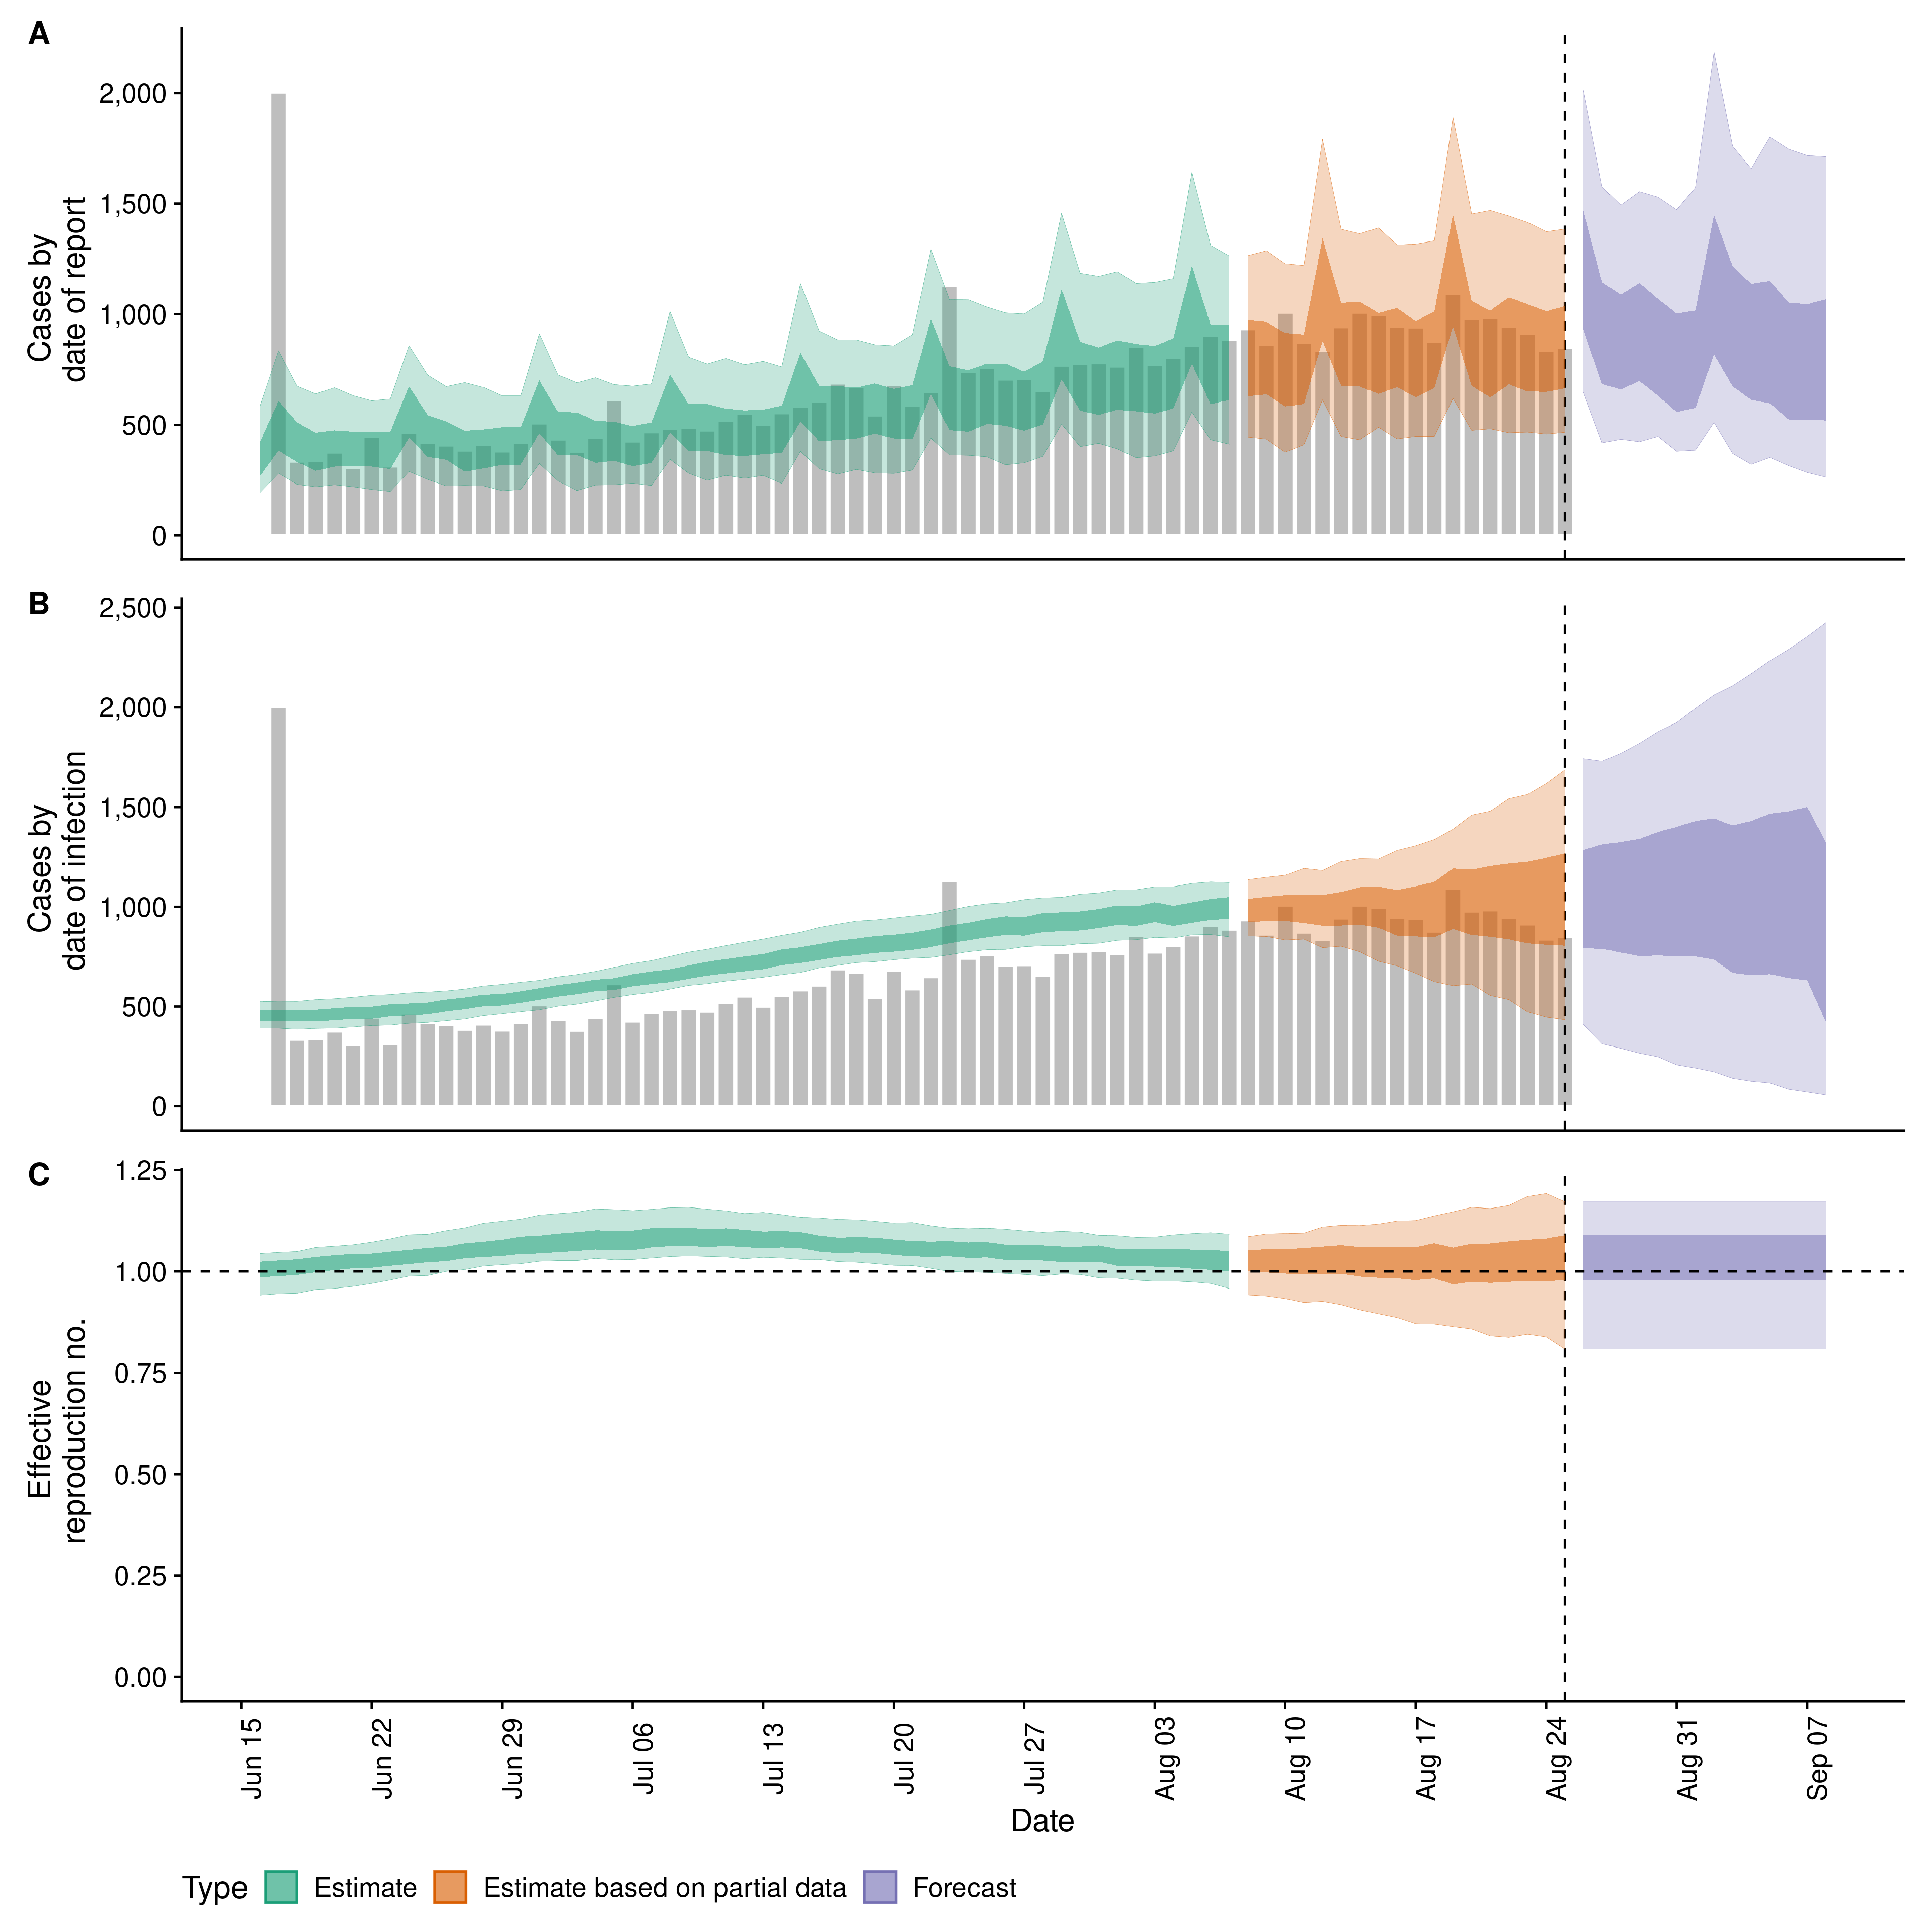 A
Cases by
date of report
2,000
1,500
1,000
500
0
B
Cases by
date of infection
2,500
2,000
1,500
1,000
500
0
C
Effective
reproduction no.
1.25
1.00
0.75
0.50
0.25
0.00
Jun 15
Jun 22
Jun 29
Jul 06
Jul 13
Jul 20
Jul 27
Aug 03
Aug 10
Aug 17
Aug 24
Aug 31
Sep 07
Date
Type Estimate Estimate based on partial data Forecast